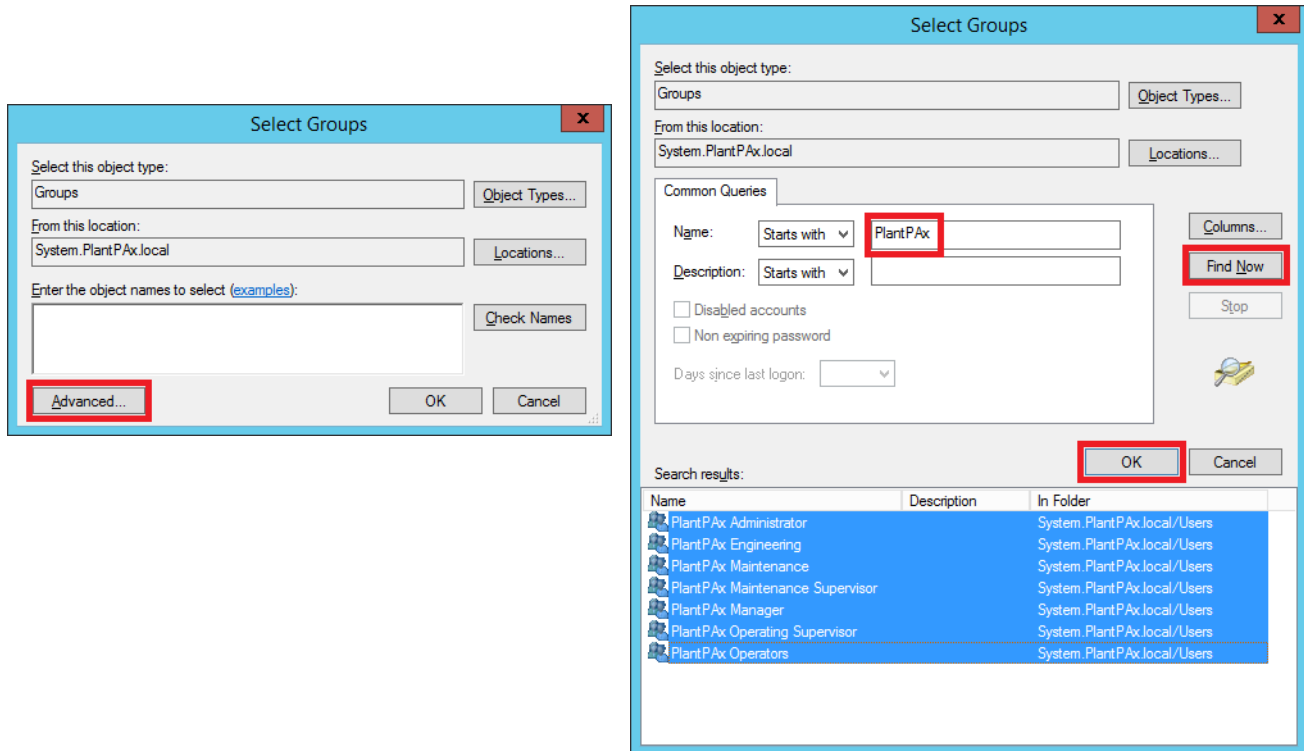 Select Groups
x
Select this object type:
Groups
Object Types...
From this location:
System.PlantPAx.local
Locations...
Enter the object names to select (examples):
Check Names
Advanced...
OK
Cancel
Select Groups
x
Select this object type:
Groups
Object Types...
From this location:
System.PlantPAx.local
Locations...
Common Queries
Name:
Starts with
PlantPAx
Columns...
Description:
Starts with
Find Now
Disabled accounts
Stop
Non expiring password
Days since last logon:
OK
Cancel
Search results:
Name Description In Folder
PlantPAx Administrator System.PlantPAx.local/Users
PlantPAx Engineering System.PlantPAx.local/Users
PlantPAx Maintenance System.PlantPAx.local/Users
PlantPAx Maintenance Supervisor System.PlantPAx.local/Users
PlantPAx Manager System.PlantPAx.local/Users
PlantPAx Operating Supervisor System.PlantPAx.local/Users
PlantPAx Operators System.PlantPAx.local/Users